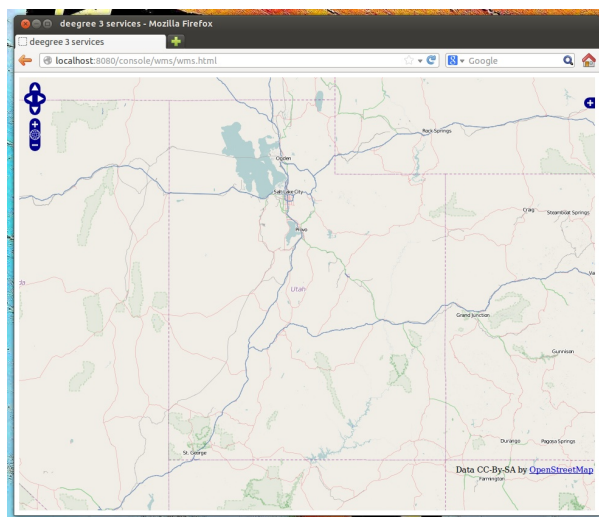 deegree 3 services - Mozilla Firefox
deegree 3 services
localhost:8080/console/wms/wms.html
Google
Rock Springs
Ogden
Salt Lake City
Craig
Steamboat Springs
Provo
Utah
Grand Junction
Gunnison
St. George
Durango
Pagosa Springs
Data CC-By-SA by OpenStreetMap
Farmington